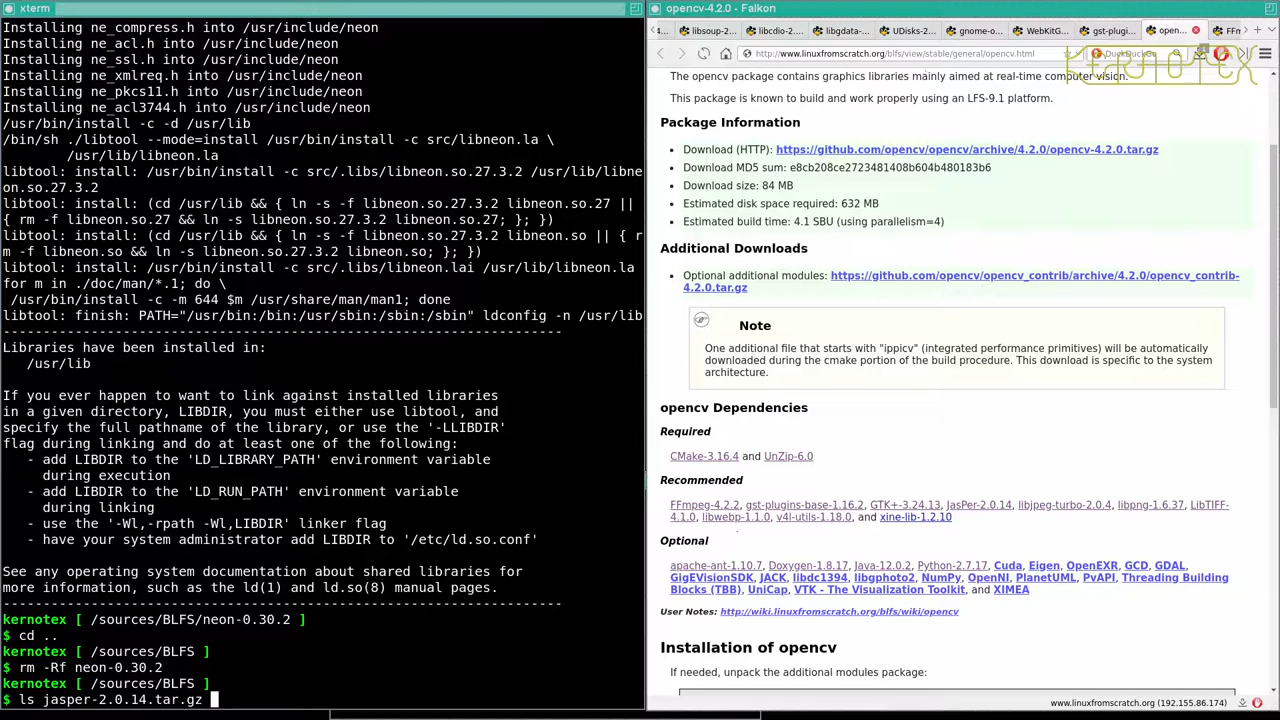 xterm
Installing ne_compress.h into /usr/include/neon
Installing ne_acl.h into /usr/include/neon
Installing ne_ssl.h into /usr/include/neon
Installing ne_xmlreq.h into /usr/include/neon
Installing ne_pkcs11.h into /usr/include/neon
Installing ne_acl3744.h into /usr/include/neon
/usr/bin/install -c -d /usr/lib
/bin/sh ./libtool --mode=install /usr/bin/install -c src/libneon.la \
/usr/lib/libneon.la
libtool: install: /usr/bin/install -c src/.libs/libneon.so.27.3.2 /usr/lib/libne
on.so.27.3.2
libtool: install: (cd /usr/lib && { ln -s -f libneon.so.27.3.2 libneon.so.27 ||
{ rm -f libneon.so.27 && ln -s libneon.so.27.3.2 libneon.so.27; }; })
libtool: install: (cd /usr/lib && { ln -s -f libneon.so.27.3.2 libneon.so || { r
m -f libneon.so && ln -s libneon.so.27.3.2 libneon.so; }; })
libtool: install: /usr/bin/install -c src/.libs/libneon.lai /usr/lib/libneon.la
for m in ./doc/man/*.1; do \
/usr/bin/install -c -m 644 $m /usr/share/man/man1; done
libtool: finish: PATH="/usr/bin:/bin:/usr/sbin:/sbin:/sbin" ldconfig -n /usr/lib
----------------------------------------------------------------------
Libraries have been installed in:
/usr/lib
If you ever happen to want to link against installed libraries
in a given directory, LIBDIR, you must either use libtool, and
specify the full pathname of the library, or use the '-LLIBDIR'
flag during linking and do at least one of the following:
- add LIBDIR to the 'LD_LIBRARY_PATH' environment variable
during execution
- add LIBDIR to the 'LD_RUN_PATH' environment variable
during linking
- use the '-Wl,-rpath -Wl,LIBDIR' linker flag
- have your system administrator add LIBDIR to '/etc/ld.so.conf'
See any operating system documentation about shared libraries for
more information, such as the ld(1) and ld.so(8) manual pages.
----------------------------------------------------------------------
kernotex [ /sources/BLFS/neon-0.30.2 ]
$ cd ..
kernotex [ /sources/BLFS ]
$ rm -Rf neon-0.30.2
kernotex [ /sources/BLFS ]
$ ls jasper-2.0.14.tar.gz
opencv-4.2.0 - Falkon
libsoup-2... libcdio-2... libgdata-... UDisks-2... gnome-o... WebKitG... gst-plugi... open... FFm
http://www.linuxfromscratch.org/blfs/view/stable/general/opencv.html
DuckDuckGo
KERNOTEX
The opencv package contains graphics libraries mainly aimed at real-time computer vision.
This package is known to build and work properly using an LFS-9.1 platform.
Package Information
Download (HTTP): https://github.com/opencv/opencv/archive/4.2.0/opencv-4.2.0.tar.gz
Download MD5 sum: e8cb208ce2723481408b604b480183b6
Download size: 84 MB
Estimated disk space required: 632 MB
Estimated build time: 4.1 SBU (using parallelism=4)
Additional Downloads
Optional additional modules: https://github.com/opencv/opencv_contrib/archive/4.2.0/opencv_contrib-
4.2.0.tar.gz
Note
One additional file that starts with "ippicv" (integrated performance primitives) will be automatically
downloaded during the cmake portion of the build procedure. This download is specific to the system
architecture.
opencv Dependencies
Required
CMake-3.16.4 and UnZip-6.0
Recommended
FFmpeg-4.2.2, gst-plugins-base-1.16.2, GTK+-3.24.13, JasPer-2.0.14, libjpeg-turbo-2.0.4, libpng-1.6.37, LibTIFF-
4.1.0, libwebp-1.1.0, v4l-utils-1.18.0, and xine-lib-1.2.10
Optional
apache-ant-1.10.7, Doxygen-1.8.17, Java-12.0.2, Python-2.7.17, Cuda, Eigen, OpenEXR, GCD, GDAL,
GigEVisionSDK, JACK, libdc1394, libgphoto2, NumPy, OpenNI, PlanetUML, PvAPI, Threading Building
Blocks (TBB), UniCap, VTK - The Visualization Toolkit, and XIMEA
User Notes: http://wiki.linuxfromscratch.org/blfs/wiki/opencv
Installation of opencv
If needed, unpack the additional modules package:
www.linuxfromscratch.org (192.155.86.174)